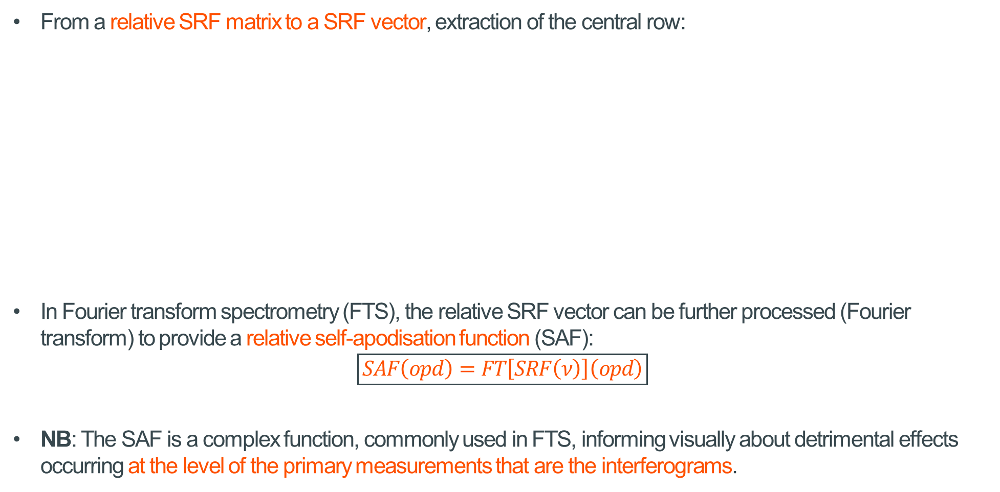 • From a relative SRF matrix to a SRF vector, extraction of the central row:
• In Fourier transform spectrometry (FTS), the relative SRF vector can be further processed (Fourier
transform) to provide a relative self-apodisation function (SAF):
SAF(opd) = FT[SRF(ν)](opd)
• NB: The SAF is a complex function, commonly used in FTS, informing visually about detrimental effects
occurring at the level of the primary measurements that are the interferograms.